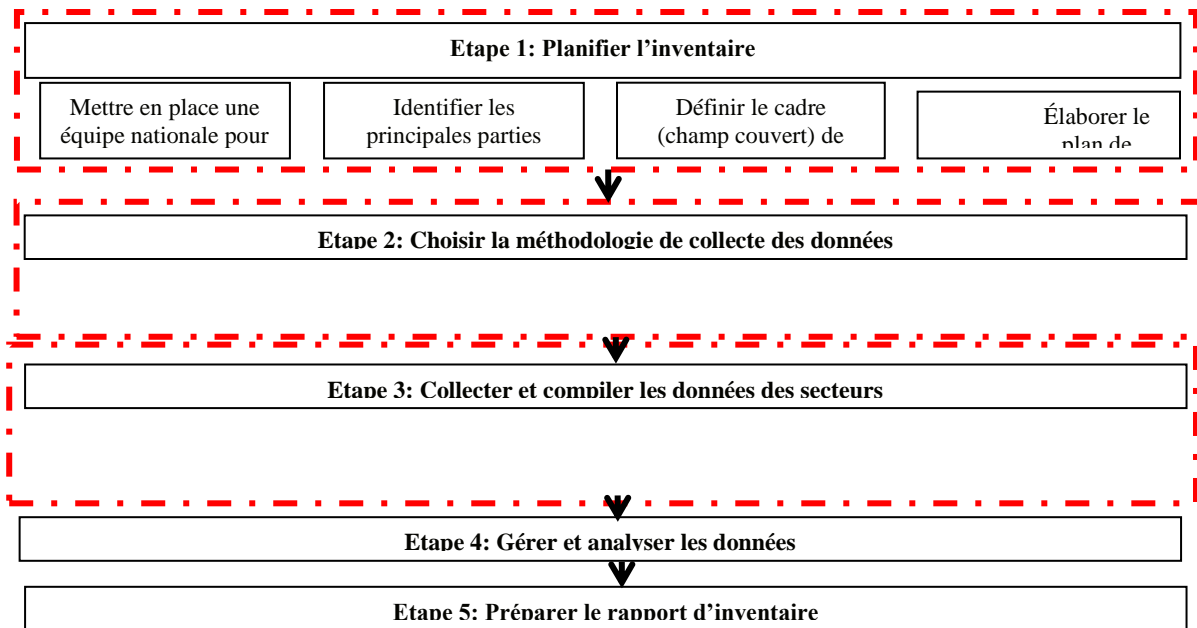 Etape 1: Planifier l’inventaire
Mettre en place une
équipe nationale pour
Identifier les
principales parties
Définir le cadre
(champ couvert) de
Élaborer le
plan de
Etape 2: Choisir la méthodologie de collecte des données
Etape 3: Collecter et compiler les données des secteurs
Etape 4: Gérer et analyser les données
Etape 5: Préparer le rapport d’inventaire